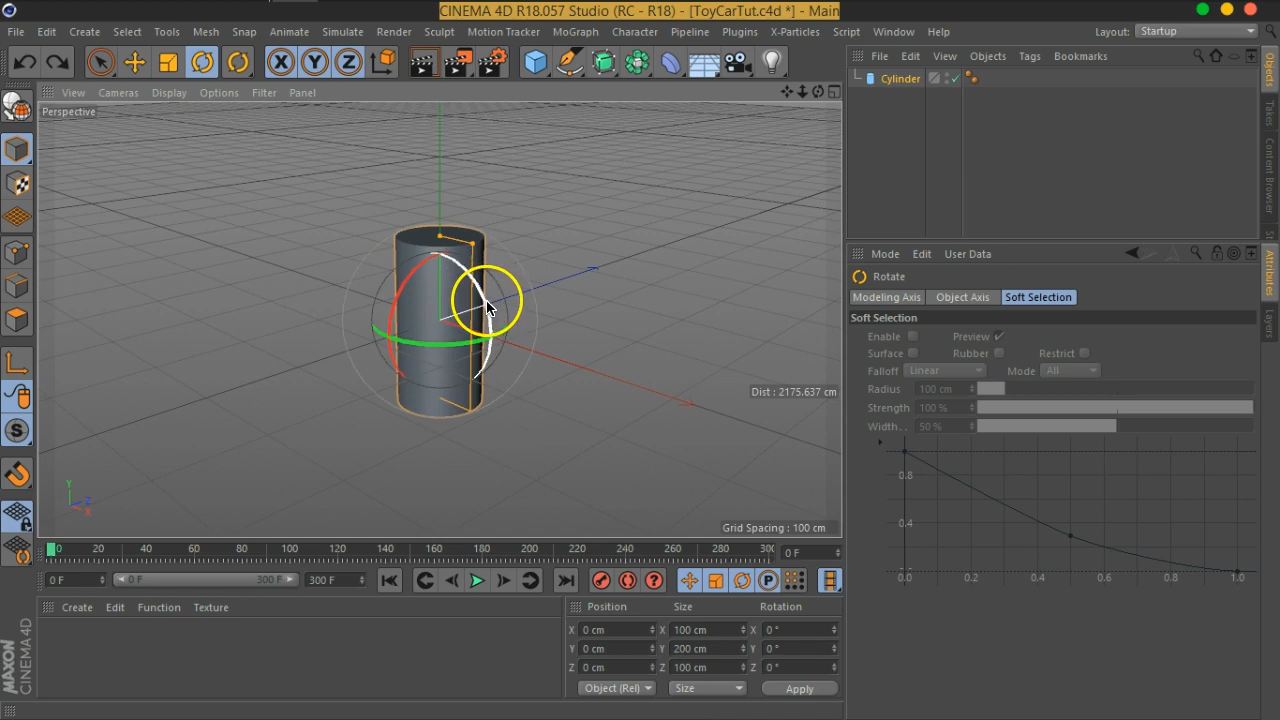 CINEMA 4D R18.057 Studio (RC - R18) - [ToyCarTut.c4d *] - Main
File Edit Create Select Tools Mesh Snap Animate Simulate Render Sculpt Motion Tracker MoGraph Character Pipeline Plugins X-Particles Script Window Help Layout: Startup
X Y Z
File Edit View Objects Tags Bookmarks
Cylinder
View Cameras Display Options Filter Panel
Perspective
Dist : 2175.637 cm
Grid Spacing : 100 cm
Y
Z
X
Objects
Takes
Content Browser
Attributes
Layers
Mode Edit User Data
Rotate
Modeling Axis Object Axis Soft Selection
Soft Selection
Enable Preview
Surface Rubber Restrict
Falloff Linear Mode All
Radius 100 cm
Strength 100 %
Width. . 50 %
0.8
0.4
0.0 0.2 0.4 0.6 0.8 1.0
0 20 40 60 80 100 120 140 160 180 200 220 240 260 280 300 0 F
0 F 0 F 300 F 300 F
P
S
Create Edit Function Texture
Position Size Rotation
X 0 cm X 100 cm X 0 °
Y 0 cm Y 200 cm Y 0 °
Z 0 cm Z 100 cm Z 0 °
Object (Rel) Size Apply
MAXON
CINEMA 4D